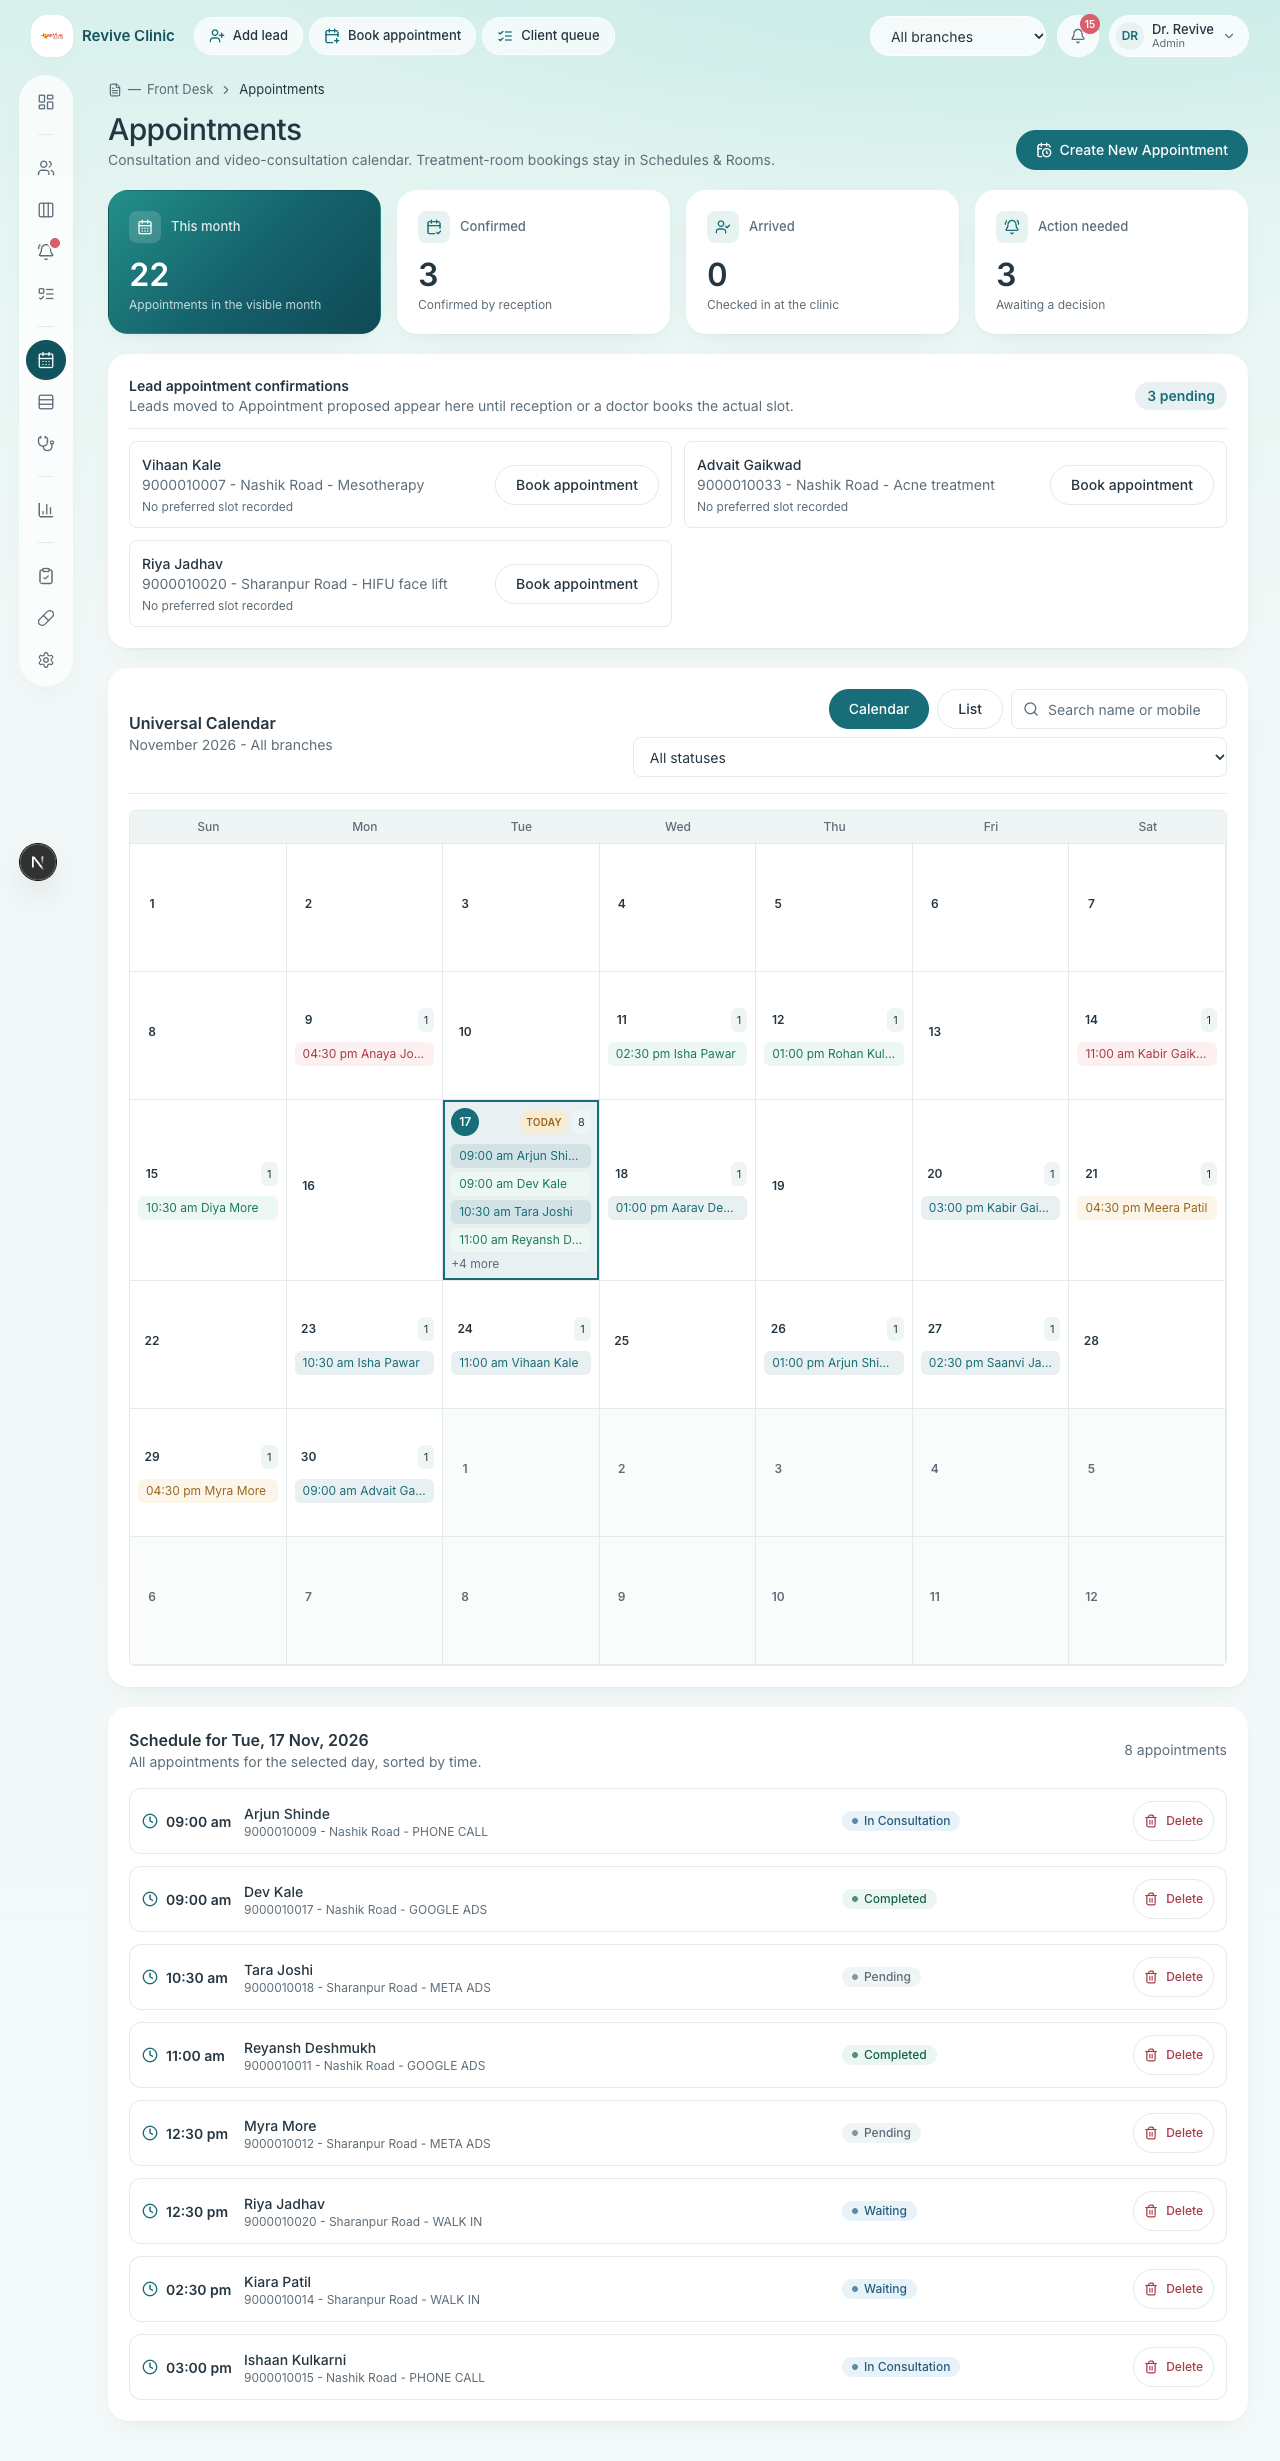 Revive Clinic
Add lead
Book appointment
Client queue
All branches
15
DR
Dr. Revive
Admin
— Front Desk > Appointments
Appointments
Consultation and video-consultation calendar. Treatment-room bookings stay in Schedules & Rooms.
Create New Appointment
This month
22
Appointments in the visible month
Confirmed
3
Confirmed by reception
Arrived
0
Checked in at the clinic
Action needed
3
Awaiting a decision
Lead appointment confirmations
Leads moved to Appointment proposed appear here until reception or a doctor books the actual slot.
3 pending
Vihaan Kale
9000010007 - Nashik Road - Mesotherapy
No preferred slot recorded
Book appointment
Advait Gaikwad
9000010033 - Nashik Road - Acne treatment
No preferred slot recorded
Book appointment
Riya Jadhav
9000010020 - Sharanpur Road - HIFU face lift
No preferred slot recorded
Book appointment
Universal Calendar
November 2026 - All branches
Calendar
List
Search name or mobile
All statuses
N
Sun Mon Tue Wed Thu Fri Sat
1 2 3 4 5 6 7
8
9 1
04:30 pm Anaya Jo...
10
11 1
02:30 pm Isha Pawar
12 1
01:00 pm Rohan Kul...
13
14 1
11:00 am Kabir Gaik...
15 1
10:30 am Diya More
16
17 TODAY 8
09:00 am Arjun Shi...
09:00 am Dev Kale
10:30 am Tara Joshi
11:00 am Reyansh D...
+4 more
18 1
01:00 pm Aarav De...
19
20 1
03:00 pm Kabir Gai...
21 1
04:30 pm Meera Patil
22
23 1
10:30 am Isha Pawar
24 1
11:00 am Vihaan Kale
25
26 1
01:00 pm Arjun Shi...
27 1
02:30 pm Saanvi Ja...
28
29 1
04:30 pm Myra More
30 1
09:00 am Advait Ga...
1 2 3 4 5
6 7 8 9 10 11 12
Schedule for Tue, 17 Nov, 2026
All appointments for the selected day, sorted by time.
8 appointments
09:00 am
Arjun Shinde
9000010009 - Nashik Road - PHONE CALL
In Consultation
Delete
09:00 am
Dev Kale
9000010017 - Nashik Road - GOOGLE ADS
Completed
Delete
10:30 am
Tara Joshi
9000010018 - Sharanpur Road - META ADS
Pending
Delete
11:00 am
Reyansh Deshmukh
9000010011 - Nashik Road - GOOGLE ADS
Completed
Delete
12:30 pm
Myra More
9000010012 - Sharanpur Road - META ADS
Pending
Delete
12:30 pm
Riya Jadhav
9000010020 - Sharanpur Road - WALK IN
Waiting
Delete
02:30 pm
Kiara Patil
9000010014 - Sharanpur Road - WALK IN
Waiting
Delete
03:00 pm
Ishaan Kulkarni
9000010015 - Nashik Road - PHONE CALL
In Consultation
Delete